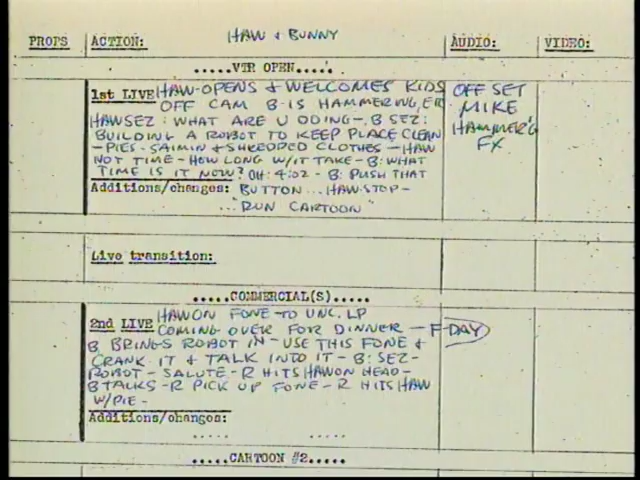 HAW & BUNNY
PROPS ACTION: AUDIO: VIDEO:
.....VTR OPEN.....
1st LIVE HAW-OPENS & WELCOMES KIDS OFF SET
OFF CAM B IS HAMMERING, ER MIKE
HAW SEZ: WHAT ARE U DOING-. B SEZ: HAMMER'G
BUILDING A ROBOT TO KEEP PLACE CLEAN FX
-PIES-SAIMIN & SHREDDED CLOTHES-HAW
NOT TIME-HOW LONG W/IT TAKE-B: WHAT
TIME IS IT NOW? OH: 4:02 - B: PUSH THAT
Additions/changes: BUTTON...HAW-STOP-
..."RUN CARTOON"
Live transition:
.....COMMERCIAL(S).....
HAW ON FONE TO UNC. LP
2nd LIVE COMING OVER FOR DINNER - F-DAY
B BRINGS ROBOT IN-USE THIS FONE &
CRANK IT & TALK INTO IT-B: SEZ-
ROBOT-SALUTE-R HITS HAW ON HEAD-
B TALKS-R PICK UP FONE-R HITS HAW
W/PIE-
Additions/changes:
..... .....
.....CARTOON #2.....